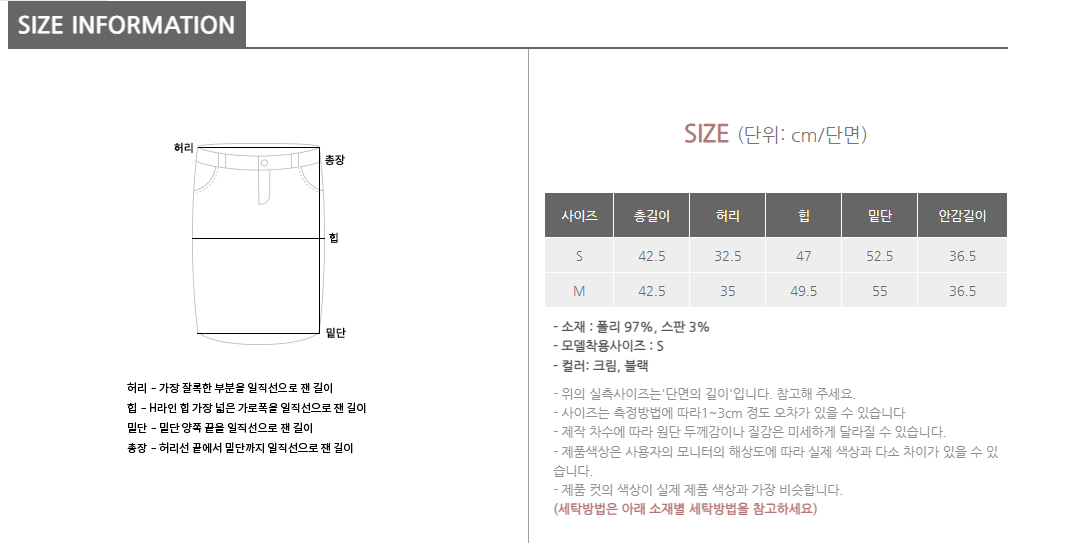 SIZE INFORMATION
허리
총장
힙
밑단
허리 - 가장 잘록한 부분을 일직선으로 잰 길이
힙 - H라인 힙 가장 넓은 가로폭을 일직선으로 잰 길이
밑단 - 밑단 양쪽 끝을 일직선으로 잰 길이
총장 - 허리선 끝에서 밑단까지 일직선으로 잰 길이
SIZE (단위: cm/단면)
사이즈 총길이 허리 힙 밑단 안감길이
S 42.5 32.5 47 52.5 36.5
M 42.5 35 49.5 55 36.5
- 소재 : 폴리 97%, 스판 3%
- 모델착용사이즈 : S
- 컬러: 크림, 블랙
- 위의 실측사이즈는'단면의 길이'입니다. 참고해 주세요.
- 사이즈는 측정방법에 따라1~3cm 정도 오차가 있을 수 있습니다
- 제작 차수에 따라 원단 두께감이나 질감은 미세하게 달라질 수 있습니다.
- 제품색상은 사용자의 모니터의 해상도에 따라 실제 색상과 다소 차이가 있을 수 있
습니다.
- 제품 컷의 색상이 실제 제품 색상과 가장 비슷합니다.
(세탁방법은 아래 소재별 세탁방법을 참고하세요)